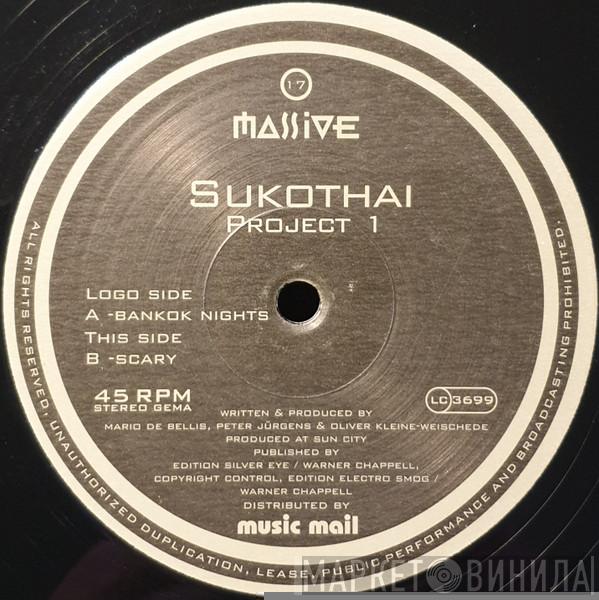 17
MASSIVE
SUKOTHAI
PROJECT 1
LOGO SIDE
A -BANKOK NIGHTS
THIS SIDE
B -SCARY
45 RPM
STEREO GEMA
LC 3699
WRITTEN & PRODUCED BY
MARIO DE BELLIS, PETER JÜRGENS & OLIVER KLEINE-WEISCHEDE
PRODUCED AT SUN CITY
PUBLISHED BY
EDITION SILVER EYE / WARNER CHAPPELL,
COPYRIGHT CONTROL, EDITION ELECTRO SMOG /
WARNER CHAPPELL
DISTRIBUTED BY
music mail
ALL RIGHTS RESERVED. UNAUTHORIZED DUPLICATION, LEASE, PUBLIC PERFORMANCE AND BROADCASTING PROHIBITED.
МАРКЕТ ВИНИЛА